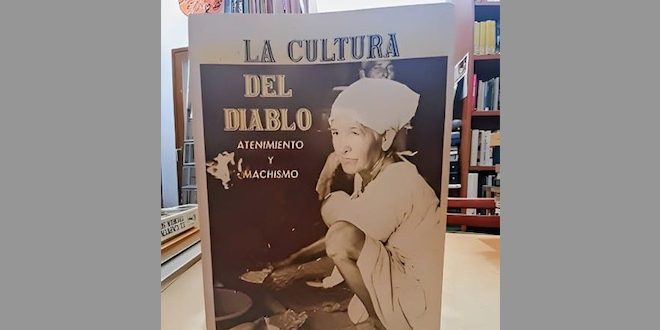 LA CULTURA
DEL
DIABLO
ATENIMIENTO
Y
MACHISMO